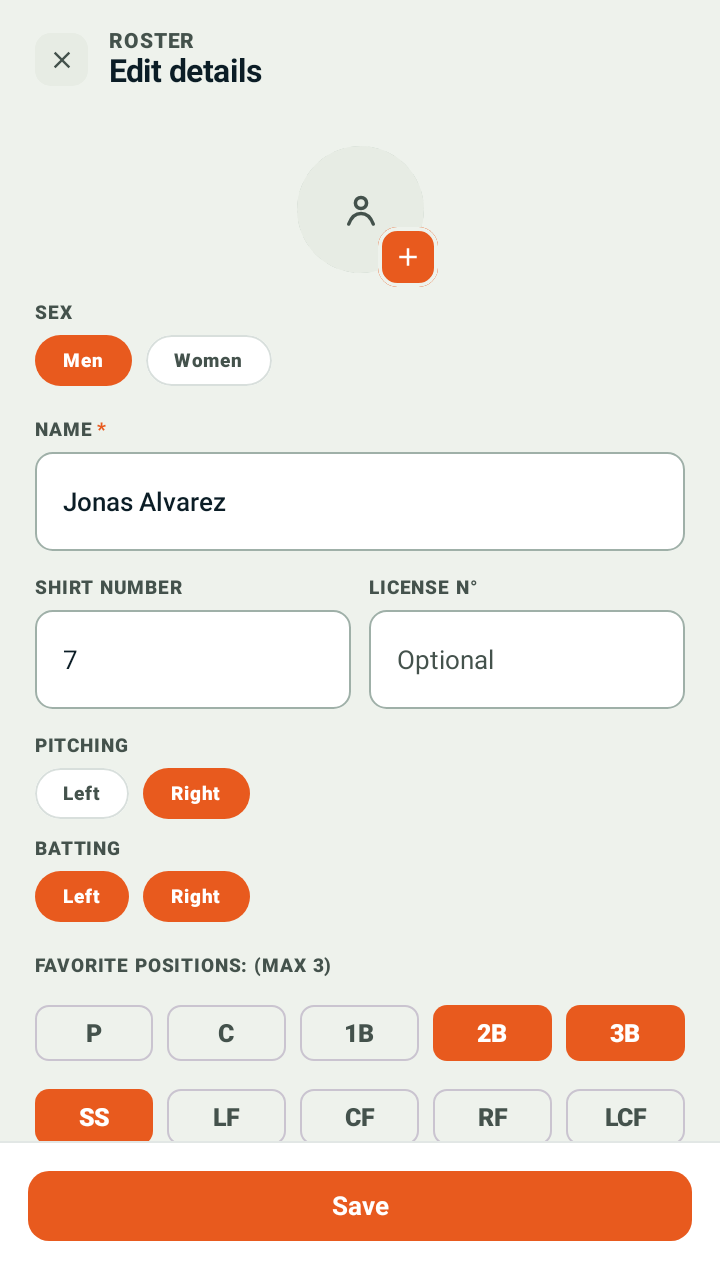 ROSTER
Edit details
SEX
Men Women
NAME *
Jonas Alvarez
SHIRT NUMBER LICENSE N°
7 Optional
PITCHING
Left Right
BATTING
Left Right
FAVORITE POSITIONS: (MAX 3)
P C 1B 2B 3B
SS LF CF RF LCF
Save